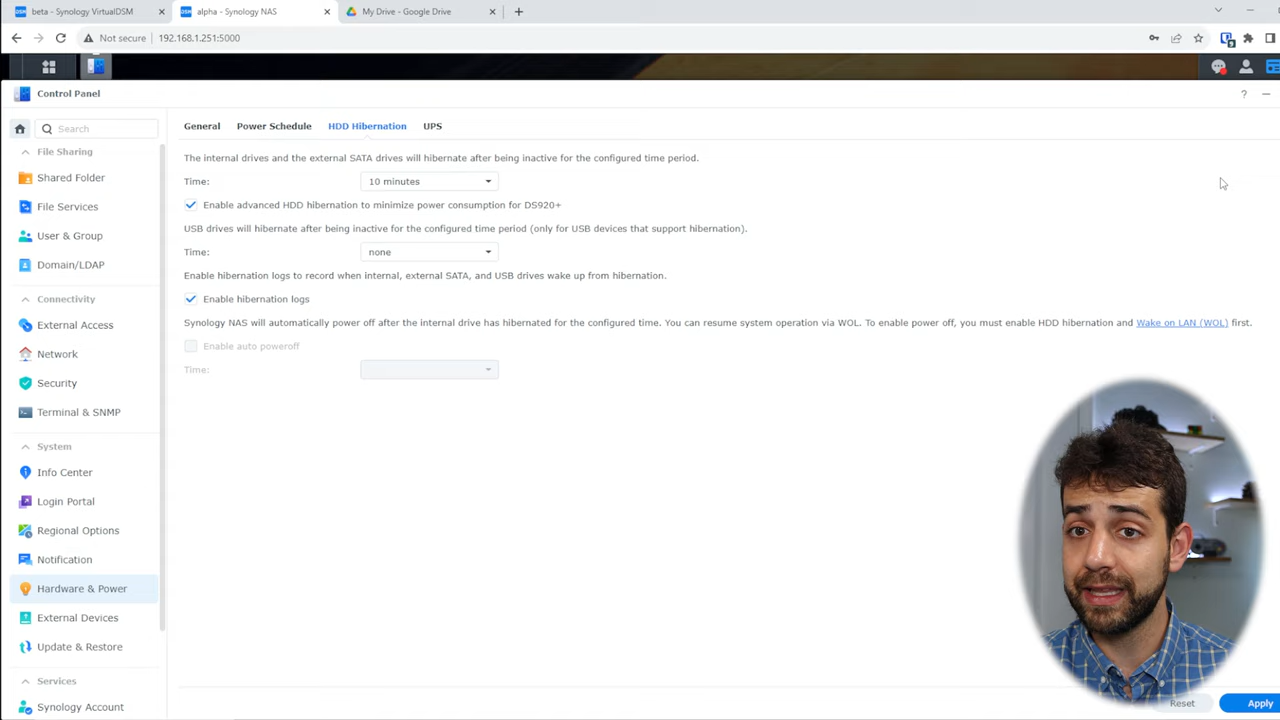 beta - Synology VirtualDSM
alpha - Synology NAS
My Drive - Google Drive
Not secure 192.168.1.251:5000
Control Panel
Search
General Power Schedule HDD Hibernation UPS
File Sharing
Shared Folder
File Services
User & Group
Domain/LDAP
Connectivity
External Access
Network
Security
Terminal & SNMP
System
Info Center
Login Portal
Regional Options
Notification
Hardware & Power
External Devices
Update & Restore
Services
Synology Account
The internal drives and the external SATA drives will hibernate after being inactive for the configured time period.
Time: 10 minutes
Enable advanced HDD hibernation to minimize power consumption for DS920+
USB drives will hibernate after being inactive for the configured time period (only for USB devices that support hibernation).
Time: none
Enable hibernation logs to record when internal, external SATA, and USB drives wake up from hibernation.
Enable hibernation logs
Synology NAS will automatically power off after the internal drive has hibernated for the configured time. You can resume system operation via WOL. To enable power off, you must enable HDD hibernation and Wake on LAN (WOL) first.
Enable auto poweroff
Time:
Reset Apply